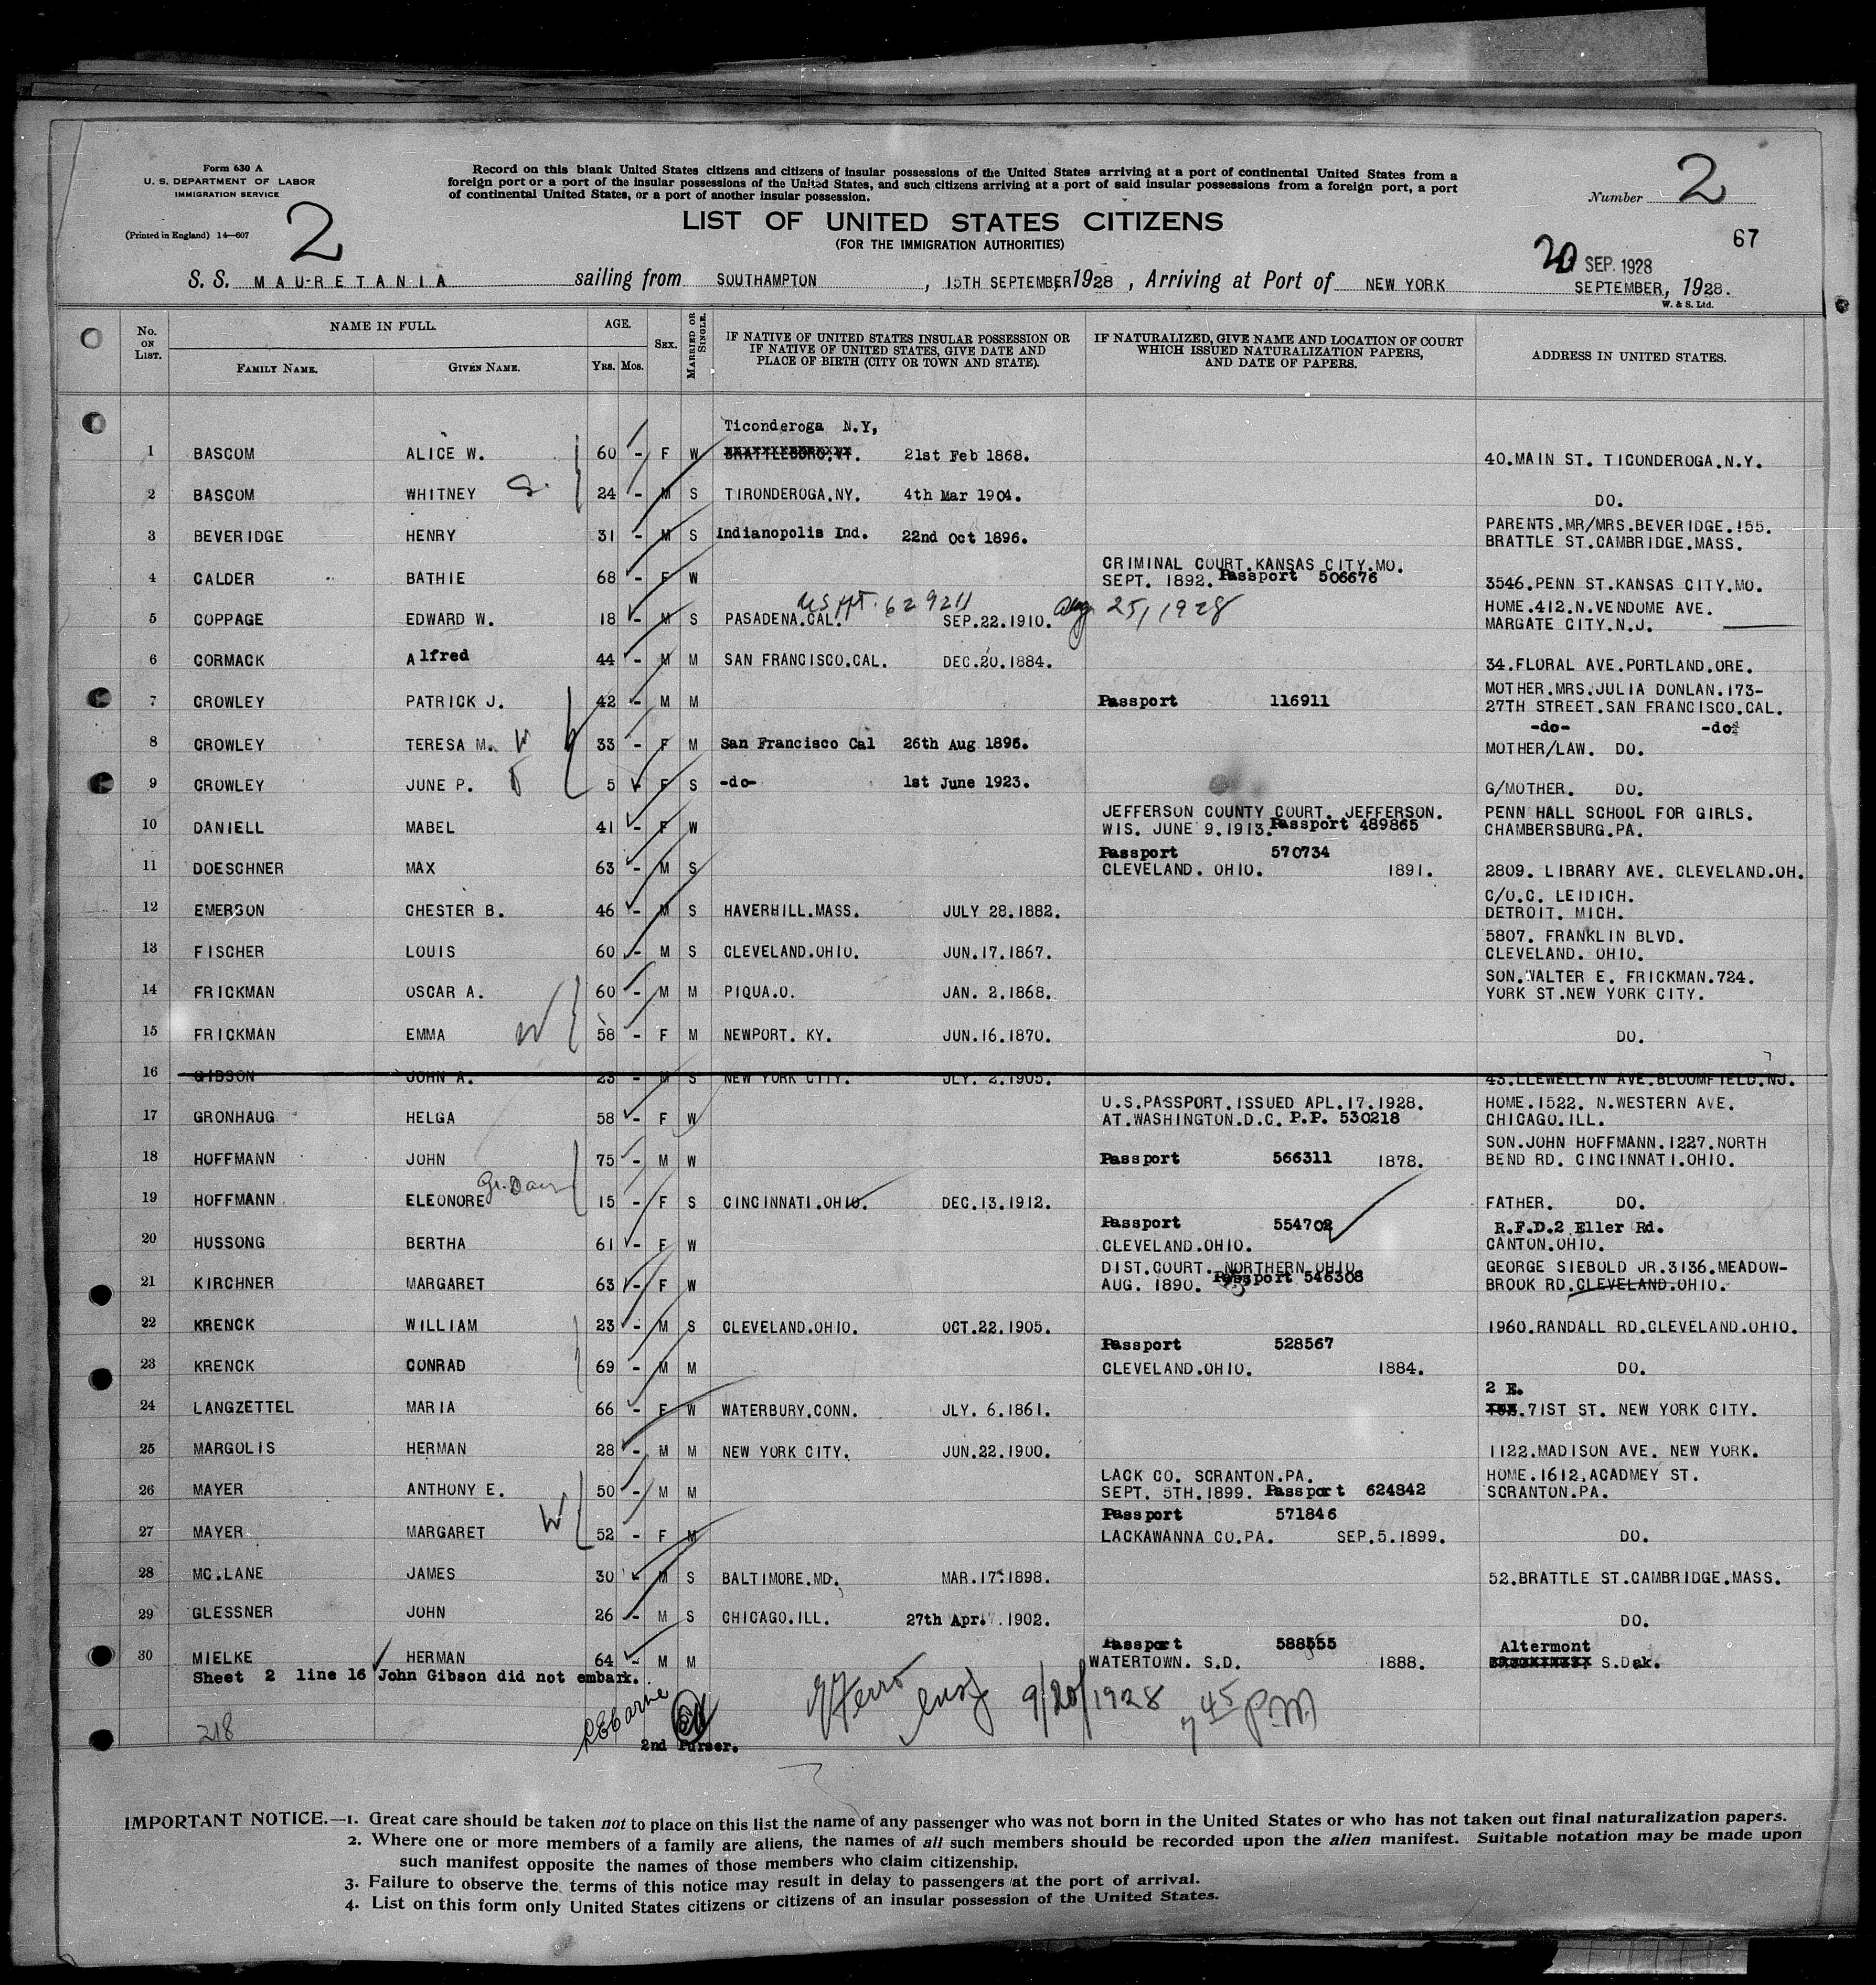 Form 630 A
U. S. DEPARTMENT OF LABOR
IMMIGRATION SERVICE
(Printed in England) 14—607
2
Record on this blank United States citizens and citizens of insular possessions of the United States arriving at a port of continental United States from a
foreign port or a port of the insular possessions of the United States, and such citizens arriving at a port of said insular possessions from a foreign port, a port
of continental United States, or a port of another insular possession.
LIST OF UNITED STATES CITIZENS
(FOR THE IMMIGRATION AUTHORITIES)
Number 2
67
20 SEP. 1928
S. S. MAURETANIA sailing from SOUTHAMPTON, 15TH SEPTEMBER, 1928, Arriving at Port of NEW YORK SEPTEMBER, 1928.
W. & S. Ltd.
No. ON LIST. NAME IN FULL. AGE. SEX. MARRIED OR SINGLE. IF NATIVE OF UNITED STATES INSULAR POSSESSION OR IF NATIVE OF UNITED STATES, GIVE DATE AND PLACE OF BIRTH (CITY OR TOWN AND STATE). IF NATURALIZED, GIVE NAME AND LOCATION OF COURT WHICH ISSUED NATURALIZATION PAPERS, AND DATE OF PAPERS. ADDRESS IN UNITED STATES.
FAMILY NAME. GIVEN NAME. YRS. MOS.
Ticonderoga N.Y,
1 BASCOM ALICE W. 60 - F W BRATTLEBORO.VT. 21st Feb 1868. 40.MAIN ST. TICONDEROGA.N.Y.
2 BASCOM WHITNEY S. 24 - M S TIRONDEROGA.NY. 4th Mar 1904. DO.
3 BEVERIDGE HENRY 31 - M S Indianopolis Ind. 22nd Oct 1896. PARENTS.MR/MRS.BEVERIDGE.155.
BRATTLE ST.CAMBRIDGE.MASS.
CRIMINAL COURT.KANSAS CITY.MO.
4 CALDER BATHIE 68 - F W SEPT. 1892. Passport 506676 3546.PENN ST.KANSAS CITY.MO.
629211 Aug 25, 1928 HOME.412.N.VENDOME AVE.
5 COPPAGE EDWARD W. 18 - M S PASADENA.CAL. SEP.22.1910. MARGATE CITY.N.J.
6 CORMACK Alfred 44 - M M SAN FRANCISCO.CAL. DEC.20.1884. 34.FLORAL AVE.PORTLAND.ORE.
7 CROWLEY PATRICK J. 42 - M M Passport 116911 MOTHER.MRS.JULIA DONLAN.173-
27TH STREET.SAN FRANCISCO.CAL.
-do- -do-
8 CROWLEY TERESA M. W 33 - F M San Francisco Cal 26th Aug 1896. MOTHER/LAW. DO.
9 CROWLEY JUNE P. D 5 - F S -do- 1st June 1923. G/MOTHER. DO.
JEFFERSON COUNTY COURT. JEFFERSON. PENN HALL SCHOOL FOR GIRLS.
10 DANIELL MABEL 41 - F W WIS. JUNE 9.1913. Passport 489865 CHAMBERSBURG.PA.
Passport 570734
11 DOESCHNER MAX 63 - M S CLEVELAND. OHIO. 1891. 2809. LIBRARY AVE. CLEVELAND.OH.
C/O.C. LEIDICH.
12 EMERSON CHESTER B. 46 - M S HAVERHILL.MASS. JULY 28.1882. DETROIT. MICH.
5807. FRANKLIN BLVD.
13 FISCHER LOUIS 60 - M S CLEVELAND.OHIO. JUN.17.1867. CLEVELAND. OHIO.
SON.WALTER E. FRICKMAN.724.
14 FRICKMAN OSCAR A. 60 - M M PIQUA.O. JAN. 2.1868. YORK ST.NEW YORK CITY.
15 FRICKMAN EMMA W 58 - F M NEWPORT. KY. JUN.16.1870. DO.
16 GIBSON JOHN A. 23 - M S NEW YORK CITY. JLY. 2.1905. 43.LLEWELLYN AVE.BLOOMFIELD.NJ.
U.S.PASSPORT.ISSUED APL.17.1928. HOME.1522. N.WESTERN AVE.
17 GRONHAUG HELGA 58 - F W AT.WASHINGTON.D.C. P.P. 530218 CHICAGO.ILL.
SON.JOHN HOFFMANN.1227.NORTH
18 HOFFMANN JOHN 75 - M W Passport 566311 1878. BEND RD. CINCINNATI.OHIO.
19 HOFFMANN ELEONORE Gr. Daur 15 - F S CINCINNATI.OHIO. DEC.13.1912. FATHER. DO.
Passport 554702 R.F.D.2 Eller Rd.
20 HUSSONG BERTHA 61 - F W CLEVELAND.OHIO. CANTON.OHIO.
DIST.COURT. NORTHERN OHIO. GEORGE SIEBOLD JR.3136.MEADOW-
21 KIRCHNER MARGARET 63 - F W AUG. 1890. Passport 546308 BROOK RD.CLEVELAND.OHIO.
22 KRENCK WILLIAM 23 - M S CLEVELAND.OHIO. OCT.22.1905. 1960.RANDALL RD.CLEVELAND.OHIO.
Passport 528567
23 KRENCK CONRAD 69 - M M CLEVELAND.OHIO. 1884. DO.
2 E.
24 LANGZETTEL MARIA 66 - F W WATERBURY.CONN. JLY. 6.1861. .71ST ST. NEW YORK CITY.
25 MARGOLIS HERMAN 28 - M M NEW YORK CITY. JUN.22.1900. 1122.MADISON AVE. NEW YORK.
LACK CO. SCRANTON.PA. HOME.1612.ACADMEY ST.
26 MAYER ANTHONY E. 50 - M M SEPT. 5TH.1899. Passport 624842 SCRANTON.PA.
Passport 571846
27 MAYER MARGARET W 52 - F M LACKAWANNA CO.PA. SEP.5.1899. DO.
28 MC.LANE JAMES 30 - M S BALTIMORE.MD. MAR.17.1898. 52.BRATTLE ST.CAMBRIDGE.MASS.
29 GLESSNER JOHN 26 - M S CHICAGO.ILL. 27th Apr. .1902. DO.
Passport 588555 Altermont
30 MIELKE HERMAN 64 - M M WATERTOWN. S.D. 1888. S.Dak.
Sheet 2 line 16 John Gibson did not embark.
218
2nd Purser.
9/20/1928 7 45 P.M
IMPORTANT NOTICE.—1. Great care should be taken not to place on this list the name of any passenger who was not born in the United States or who has not taken out final naturalization papers.
2. Where one or more members of a family are aliens, the names of all such members should be recorded upon the alien manifest. Suitable notation may be made upon
such manifest opposite the names of those members who claim citizenship.
3. Failure to observe the terms of this notice may result in delay to passengers at the port of arrival.
4. List on this form only United States citizens or citizens of an insular possession of the United States.